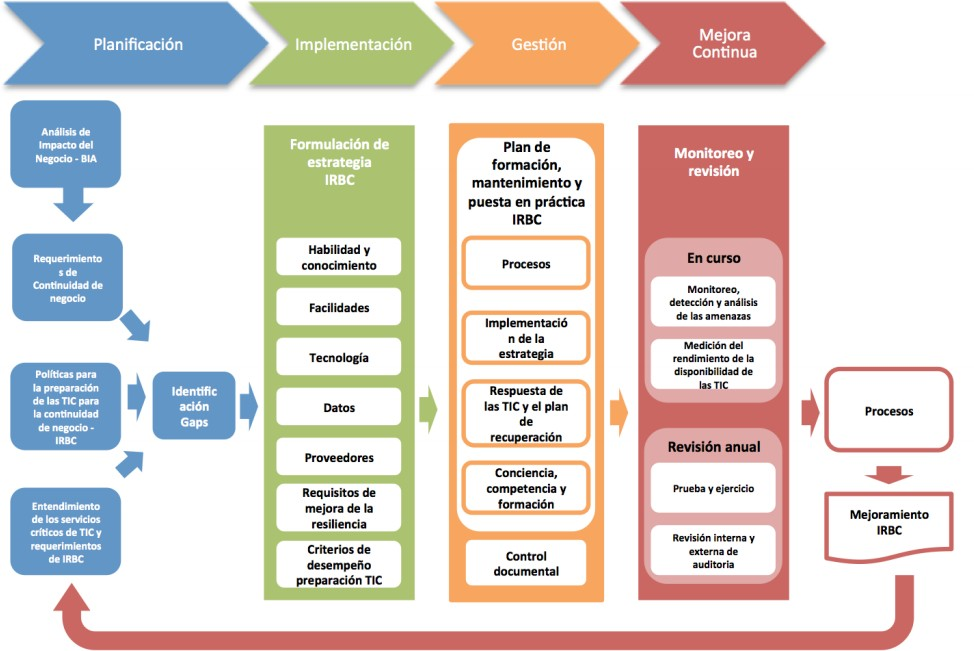 Planificación
Implementación
Gestión
Mejora
Continua
Análisis de
Impacto del
Negocio - BIA
Requerimiento
s de
Continuidad de
negocio
Políticas para
la preparación
de las TIC para
la continuidad
de negocio -
IRBC
Entendimiento
de los servicios
críticos de TIC y
requerimientos
de IRBC
Identific
ación
Gaps
Formulación de
estrategia
IRBC
Habilidad y
conocimiento
Facilidades
Tecnología
Datos
Proveedores
Requisitos de
mejora de la
resiliencia
Criterios de
desempeño
preparación TIC
Plan de
formación,
mantenimiento y
puesta en práctica
IRBC
Procesos
Implementació
n de la
estrategia
Respuesta de
las TIC y el plan
de
recuperación
Conciencia,
competencia y
formación
Control
documental
Monitoreo y
revisión
En curso
Monitoreo,
detección y análisis
de las amenazas
Medición del
rendimiento de la
disponibilidad de
las TIC
Revisión anual
Prueba y ejercicio
Revisión interna y
externa de
auditoria
Procesos
Mejoramiento
IRBC